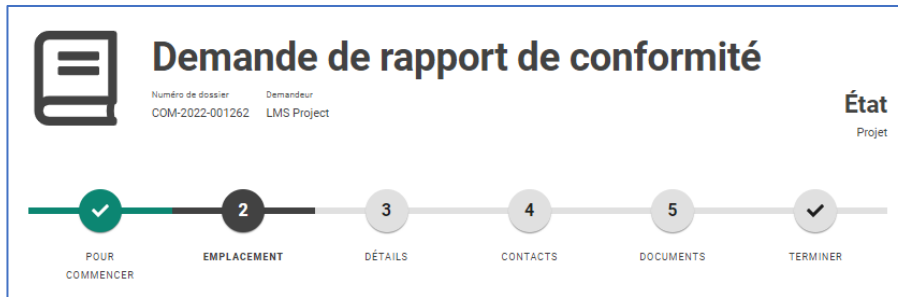 Demande de rapport de conformité
Numéro de dossier Demandeur
COM-2022-001262 LMS Project
État
Projet
2 3 4 5
POUR COMMENCER
EMPLACEMENT
DÉTAILS
CONTACTS
DOCUMENTS
TERMINER